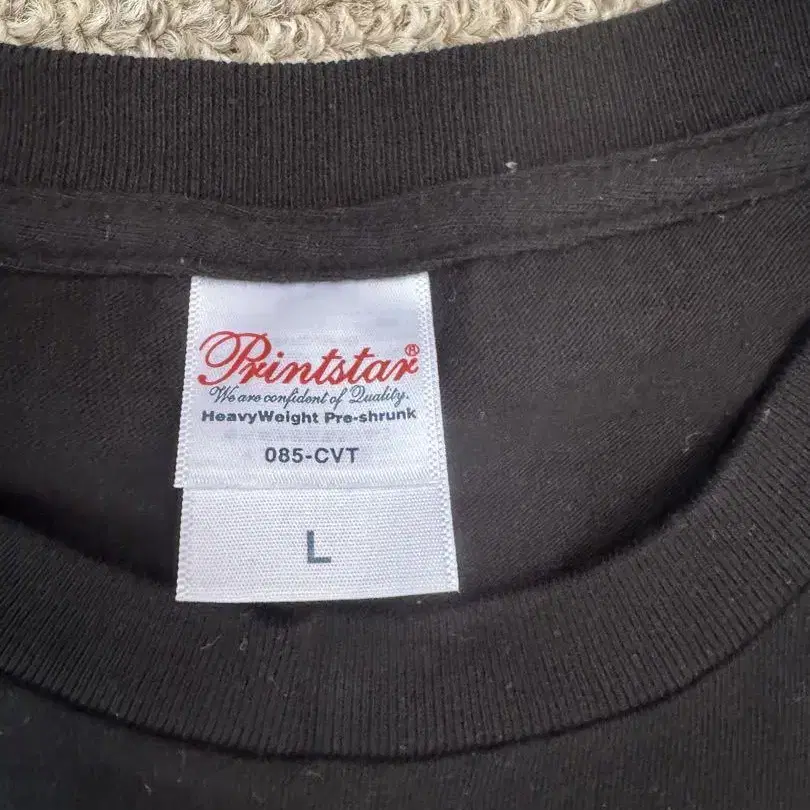 Printstar®
We are confident of Quality.
HeavyWeight Pre-shrunk
085-CVT
L